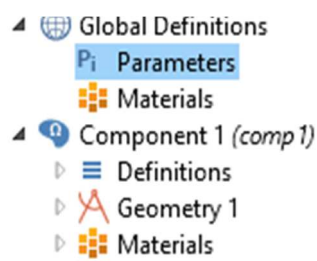 Global Definitions
Pi Parameters
Materials
Component 1 (comp1)
Definitions
Geometry 1
Materials